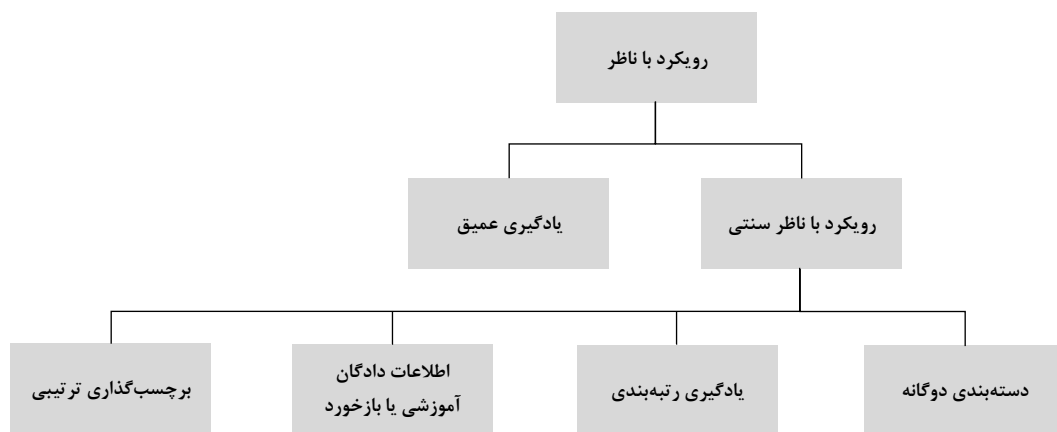 رویکرد با ناظر
رویکرد با ناظر سنتی
یادگیری عمیق
دسته‌بندی دوگانه
یادگیری رتبه‌بندی
اطلاعات دادگان
آموزشی یا بازخورد
برچسب‌گذاری ترتیبی